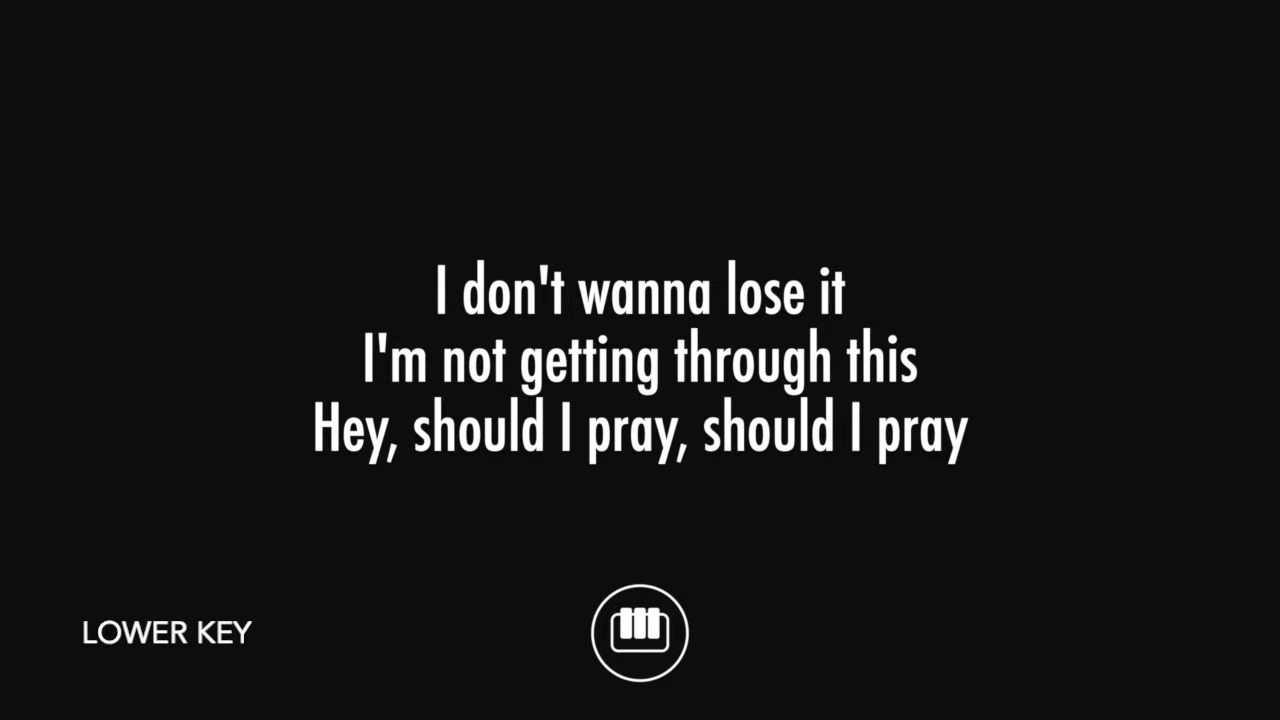 I don't wanna lose it
I'm not getting through this
Hey, should I pray, should I pray
LOWER KEY